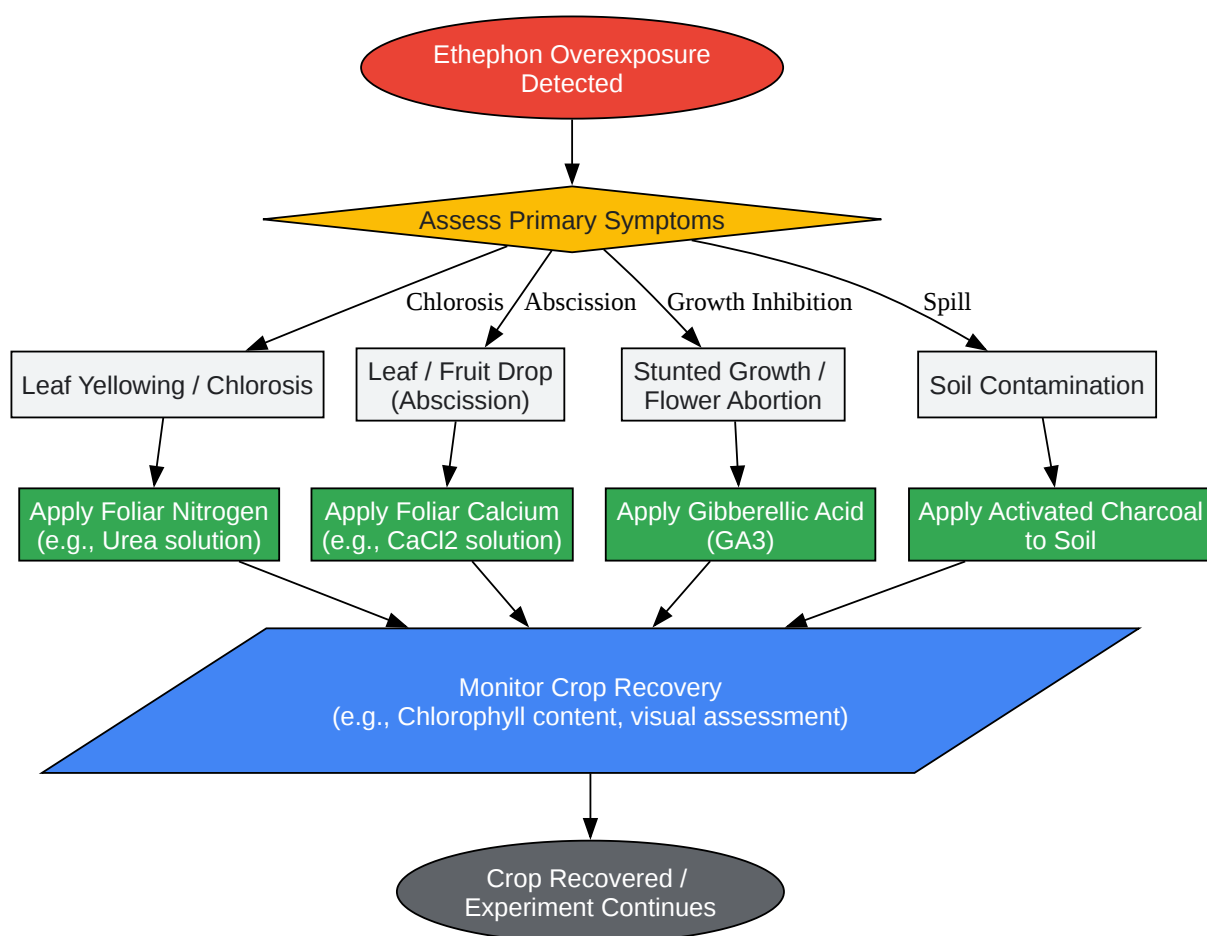 Ethephon Overexposure
Detected
Assess Primary Symptoms
Chlorosis
Abscission
Growth Inhibition
Spill
Leaf Yellowing / Chlorosis
Leaf / Fruit Drop
(Abscission)
Stunted Growth /
Flower Abortion
Soil Contamination
Apply Foliar Nitrogen
(e.g., Urea solution)
Apply Foliar Calcium
(e.g., CaCl2 solution)
Apply Gibberellic Acid
(GA3)
Apply Activated Charcoal
to Soil
Monitor Crop Recovery
(e.g., Chlorophyll content, visual assessment)
Crop Recovered /
Experiment Continues